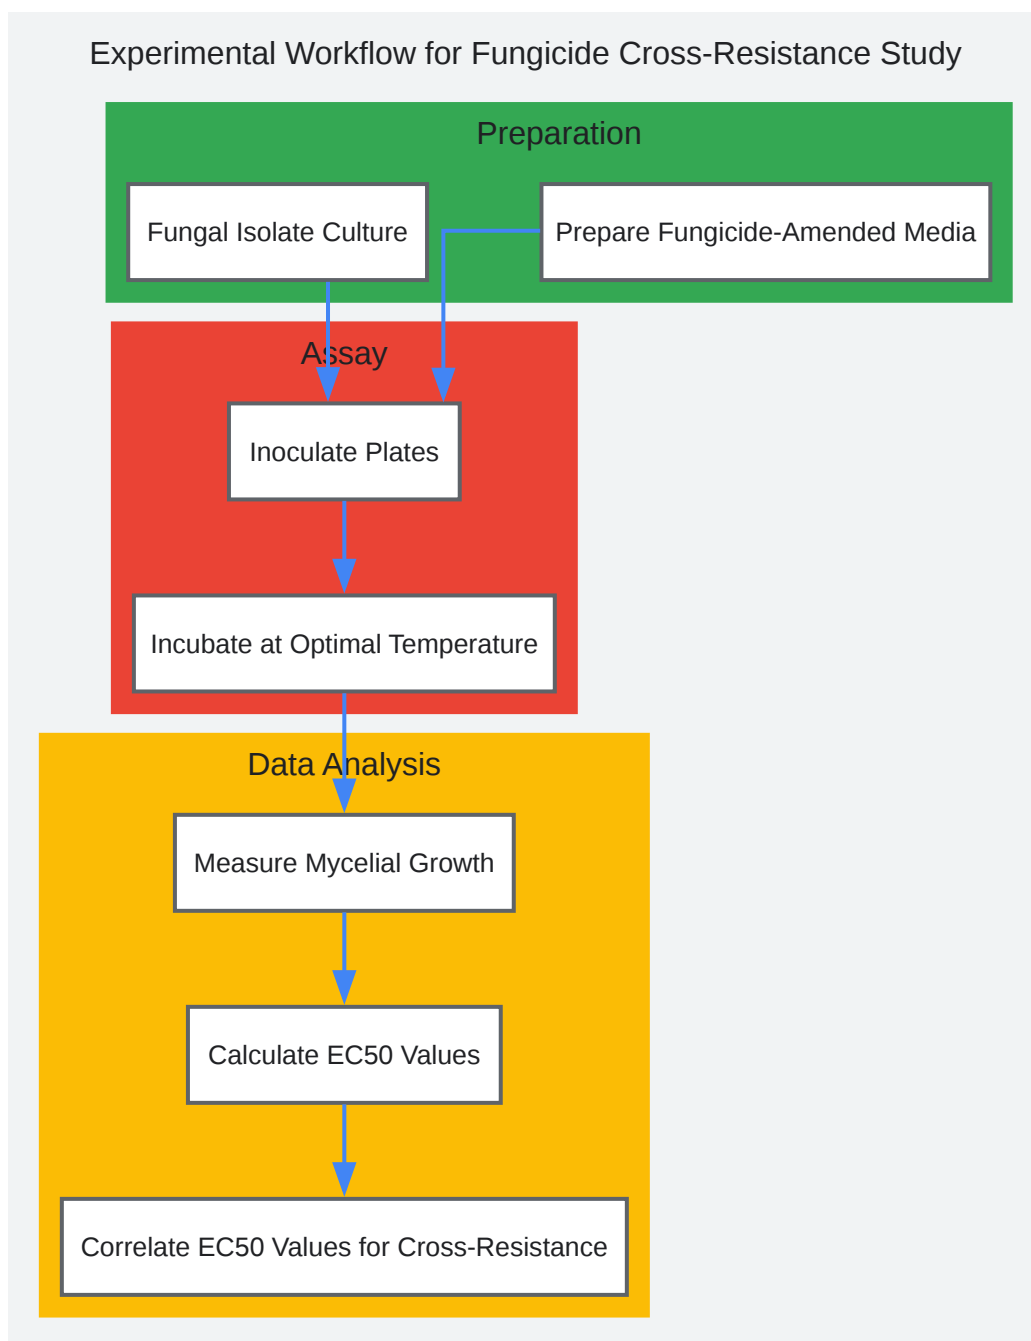 Experimental Workflow for Fungicide Cross-Resistance Study
Preparation
Fungal Isolate Culture
Prepare Fungicide-Amended Media
Assay
Inoculate Plates
Incubate at Optimal Temperature
Data Analysis
Measure Mycelial Growth
Calculate EC50 Values
Correlate EC50 Values for Cross-Resistance